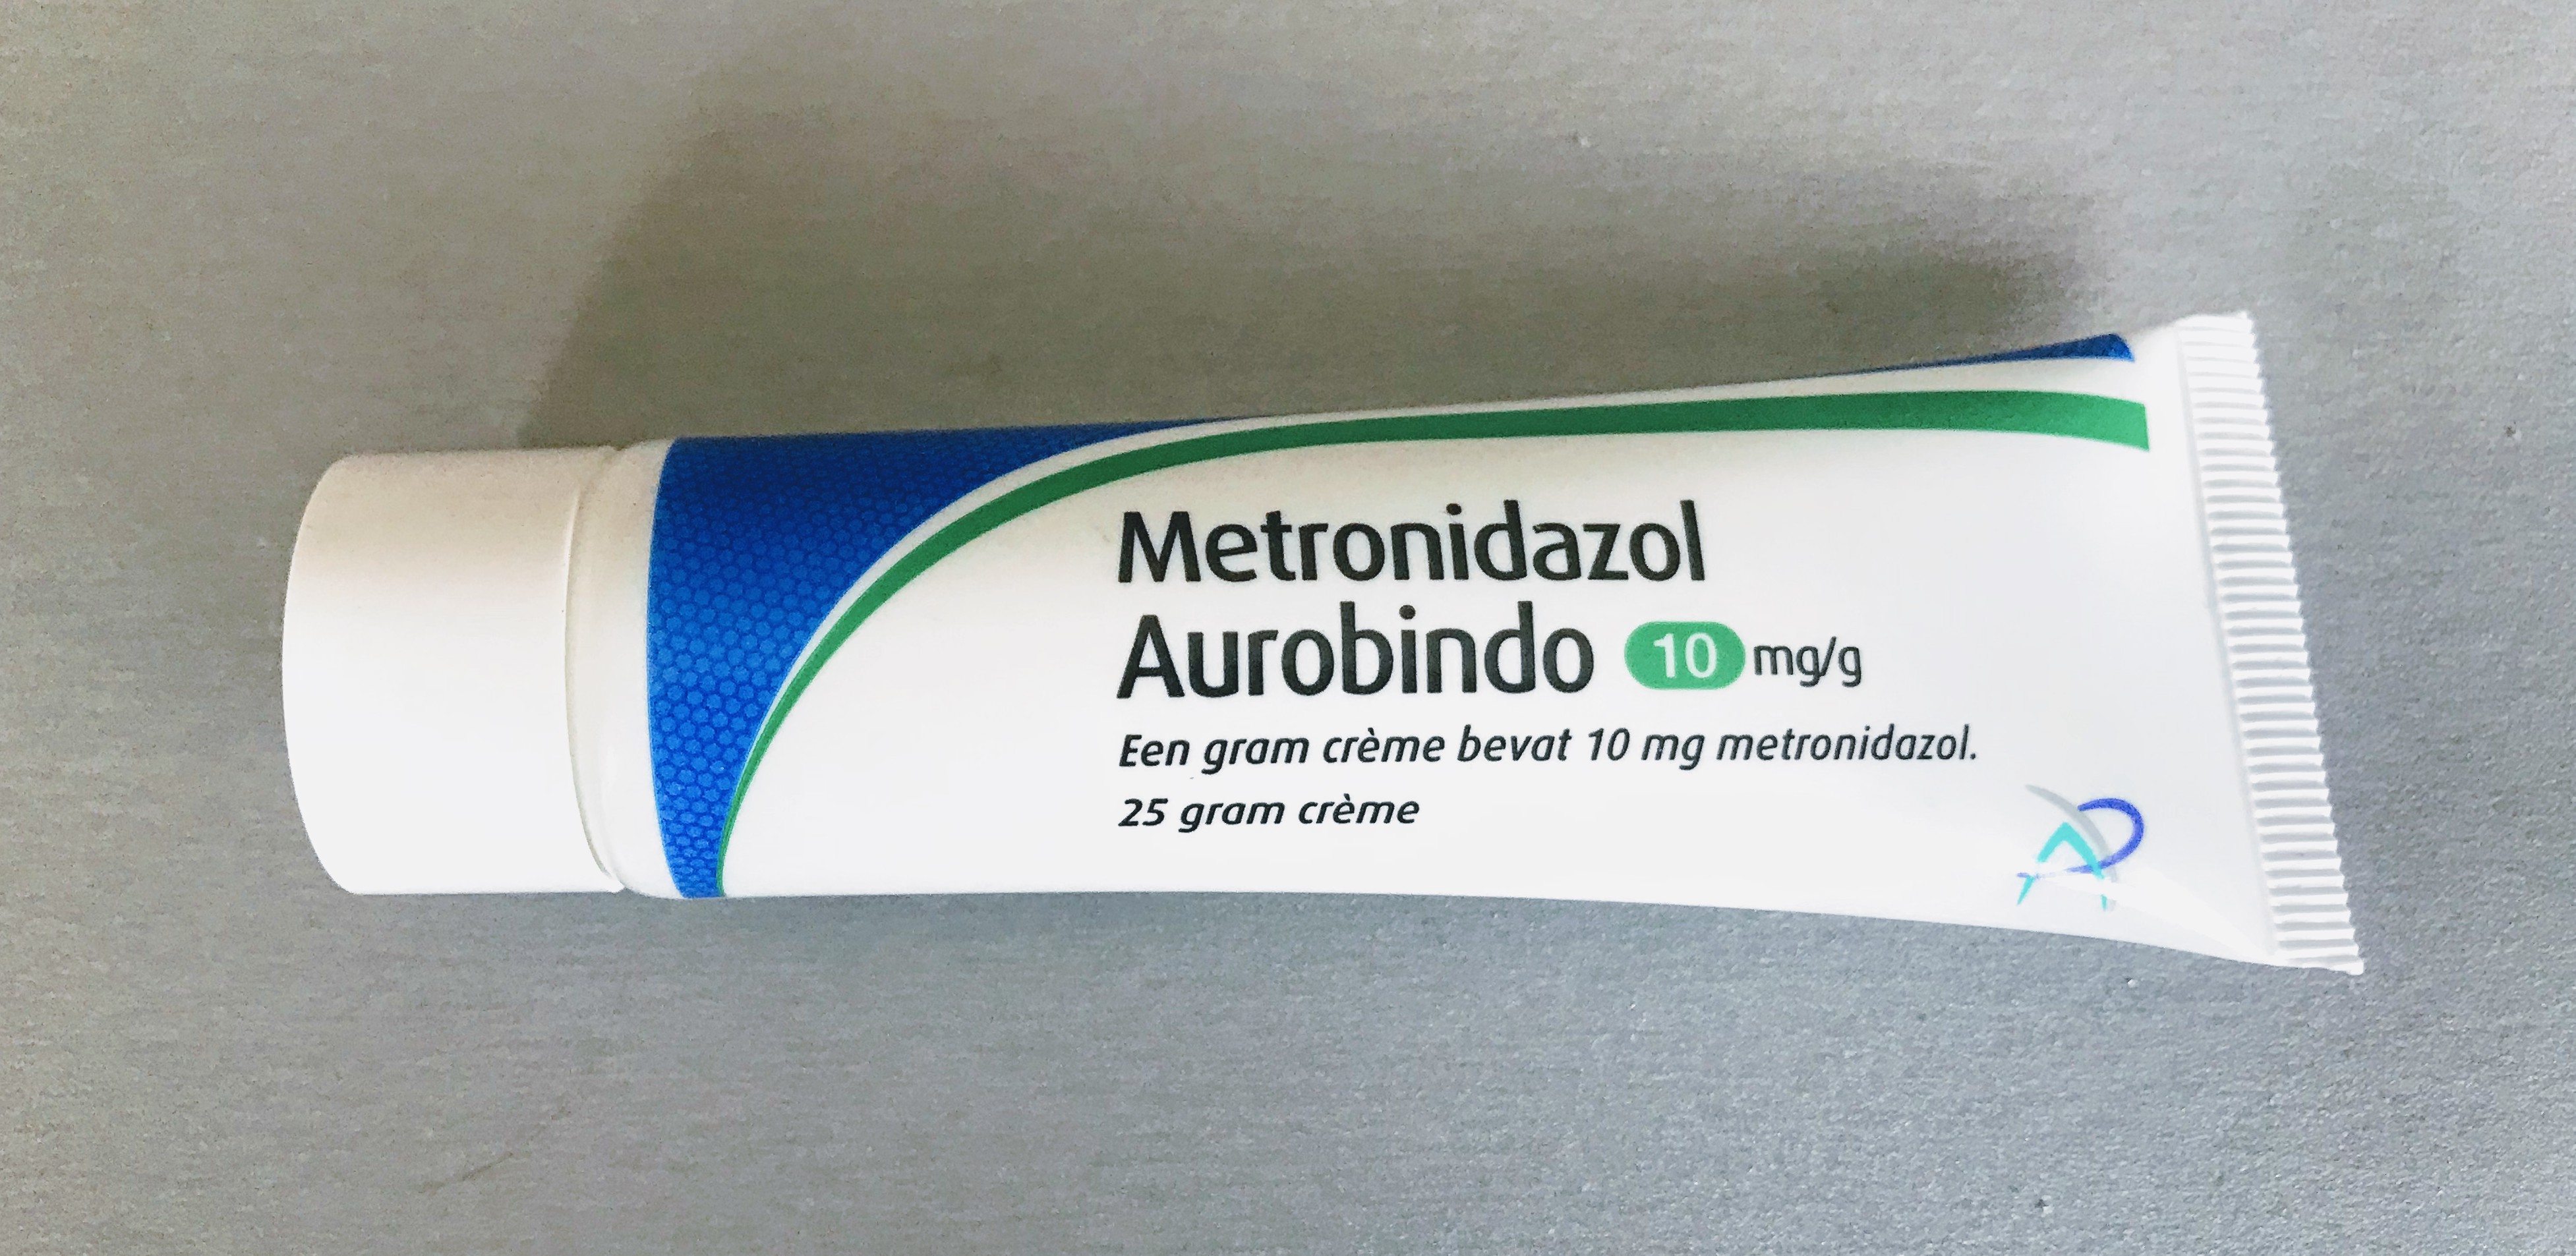 Metronidazol
Aurobindo 10 mg/g
Een gram crème bevat 10 mg metronidazol.
25 gram crème